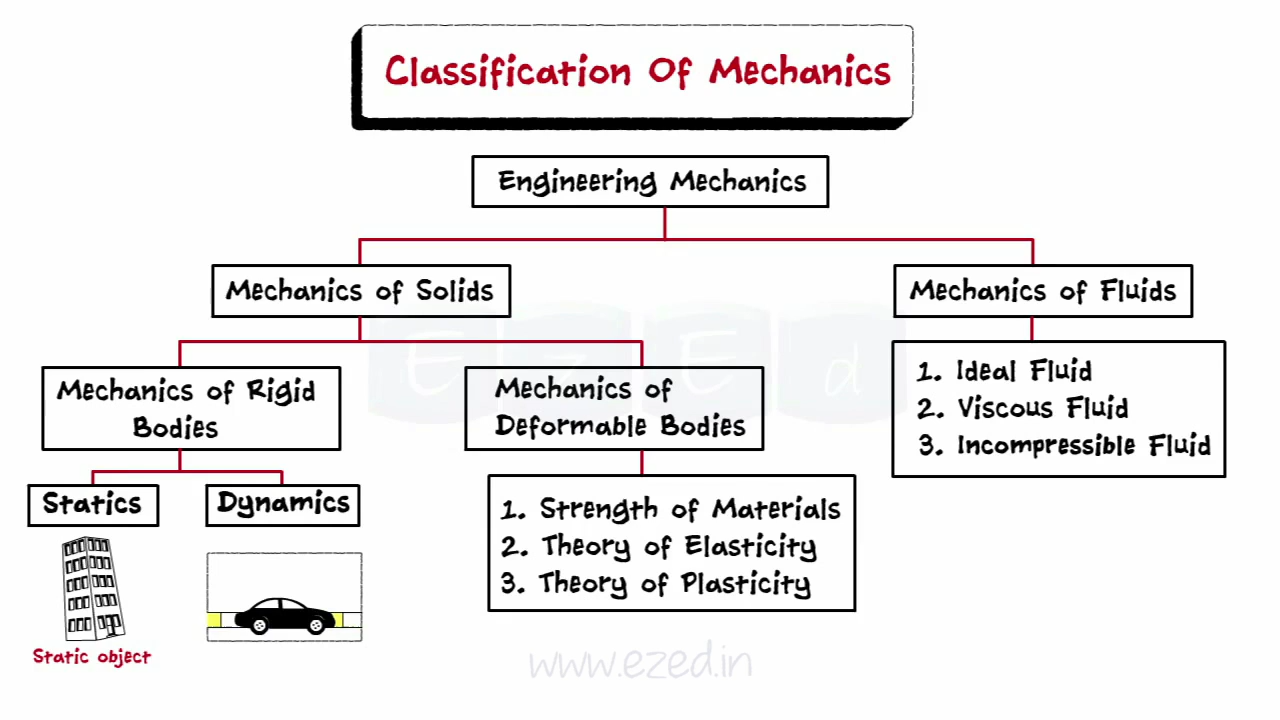 Classification Of Mechanics
Engineering Mechanics
Mechanics of Solids
Mechanics of Fluids
Mechanics of Rigid
Bodies
Mechanics of
Deformable Bodies
1. Ideal Fluid
2. Viscous Fluid
3. Incompressible Fluid
Statics
Dynamics
1. Strength of Materials
2. Theory of Elasticity
3. Theory of Plasticity
Static object
EzEd
www.ezed.in